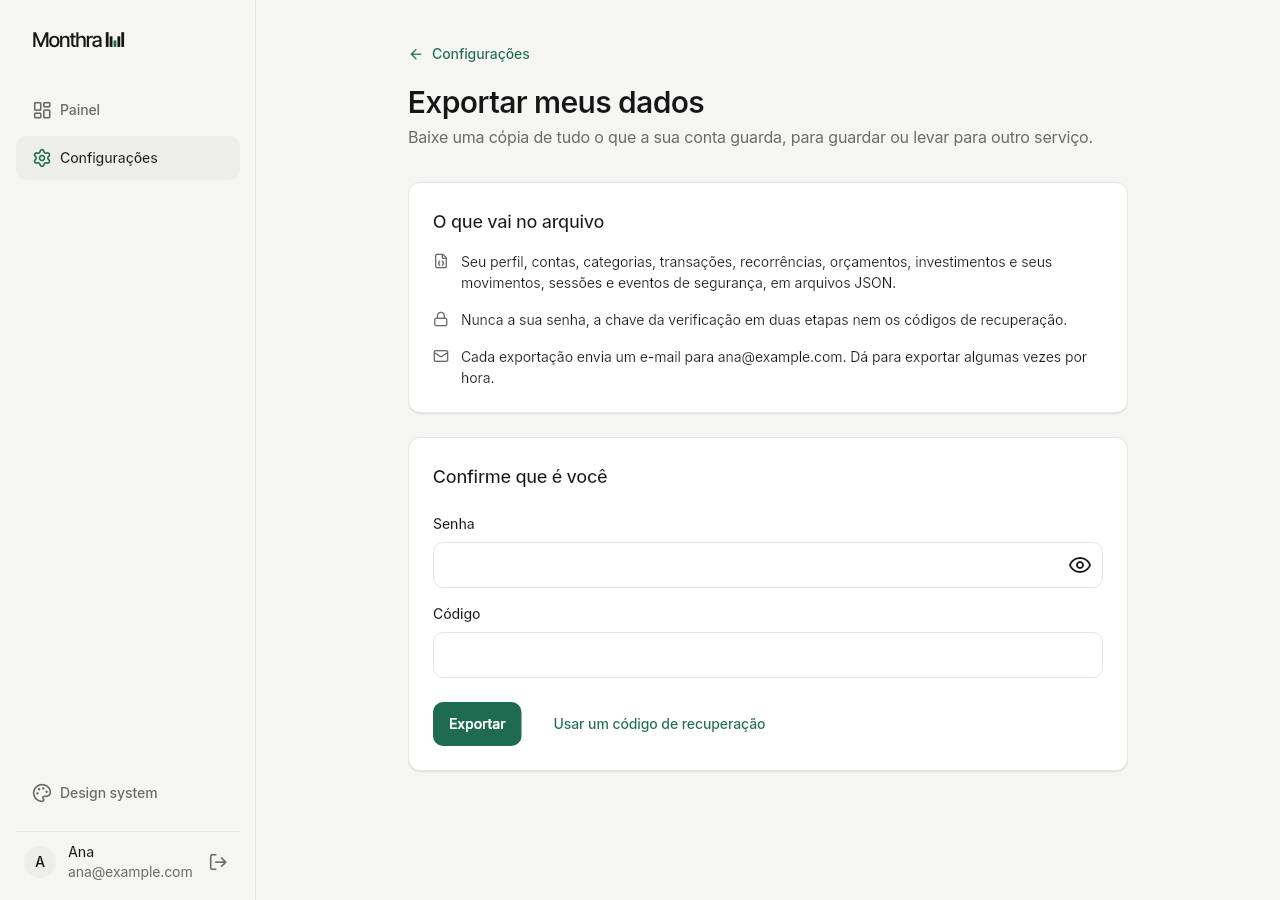 Monthra
Painel
Configurações
Design system
A
Ana
ana@example.com
Configurações
Exportar meus dados
Baixe uma cópia de tudo o que a sua conta guarda, para guardar ou levar para outro serviço.
O que vai no arquivo
Seu perfil, contas, categorias, transações, recorrências, orçamentos, investimentos e seus
movimentos, sessões e eventos de segurança, em arquivos JSON.
Nunca a sua senha, a chave da verificação em duas etapas nem os códigos de recuperação.
Cada exportação envia um e-mail para ana@example.com. Dá para exportar algumas vezes por
hora.
Confirme que é você
Senha
Código
Exportar
Usar um código de recuperação